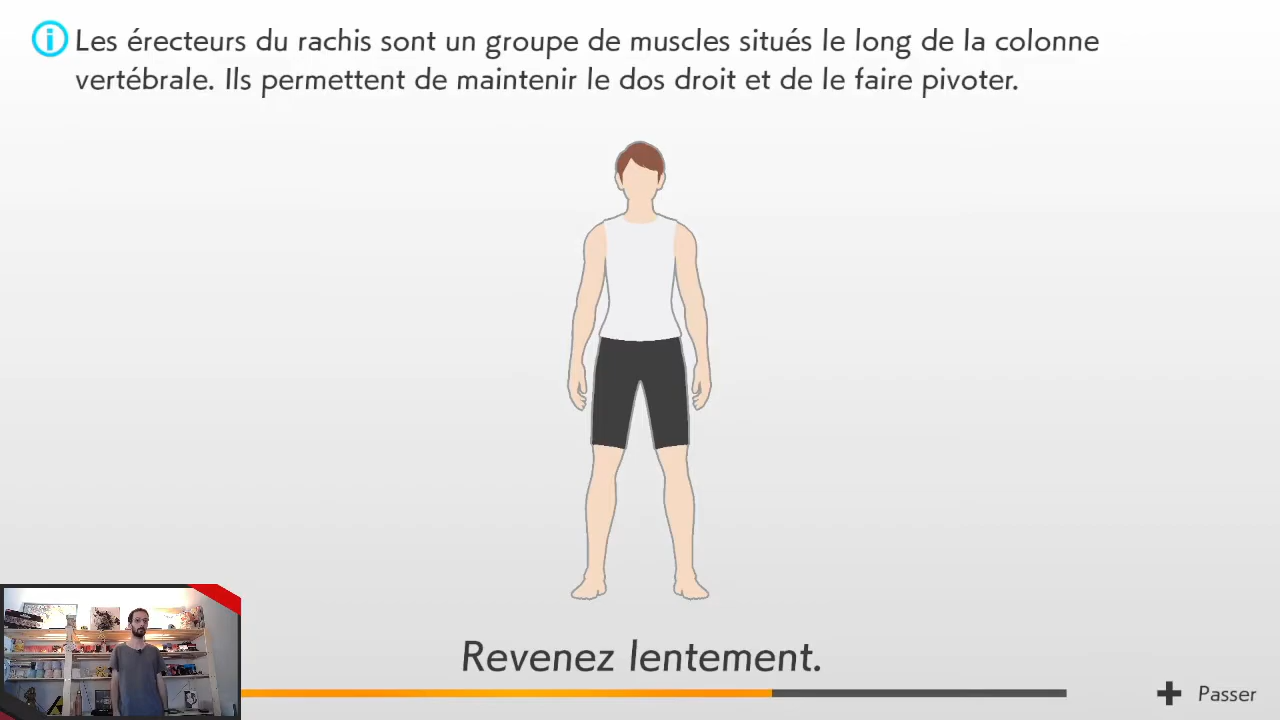 Les érecteurs du rachis sont un groupe de muscles situés le long de la colonne
vertébrale. Ils permettent de maintenir le dos droit et de le faire pivoter.
Revenez lentement.
Passer